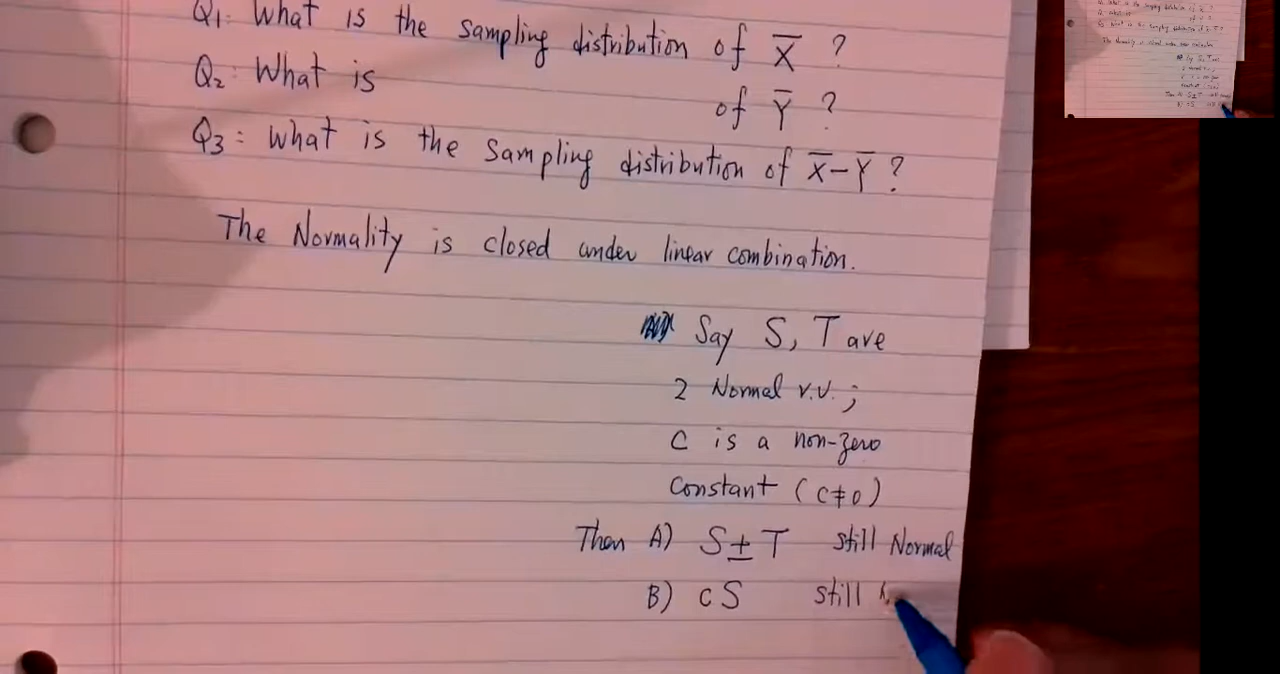 Q1: What is the sampling distribution of X̅ ?
Q2: What is of Y̅ ?
Q3: What is the sampling distribution of X̅-Y̅ ?
The Normality is closed under linear combination.
Say S, T are
2 Normal r.v. ;
C is a non-zero
constant (c≠0)
Then A) S±T still Normal
B) cS still